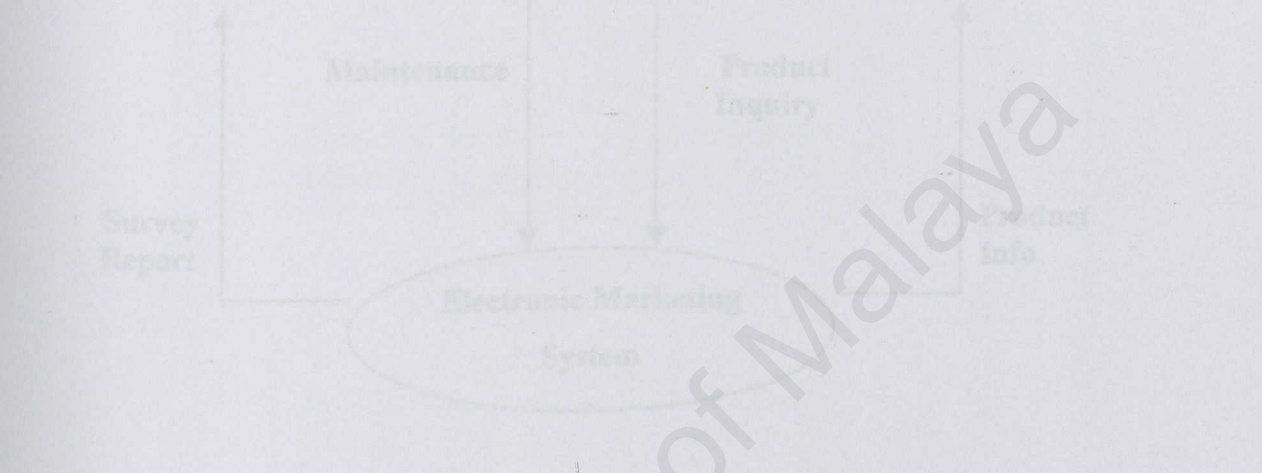 Maintenance
Product
Inquiry
Survey
Report
Product
Info
Electronic Marketing
System
of Malaya